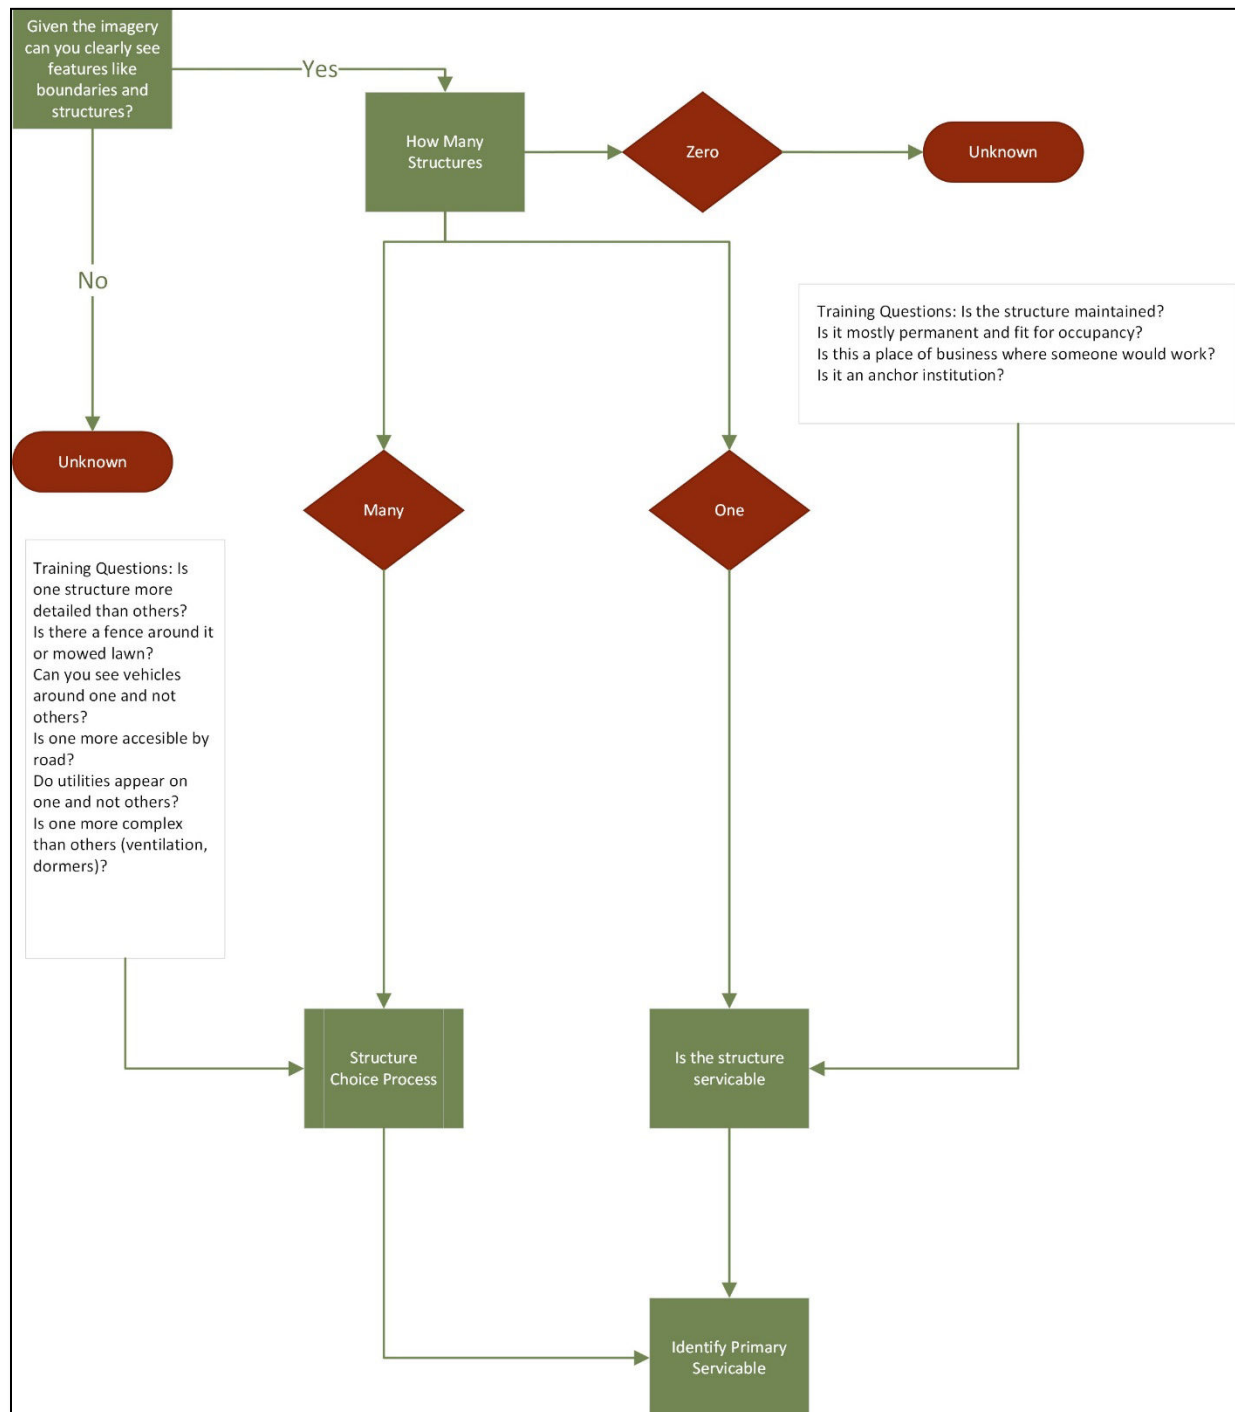 Given the imagery
can you clearly see
features like
boundaries and
structures?
Yes
How Many
Structures
Zero
Unknown
No
Training Questions: Is the structure maintained?
Is it mostly permanent and fit for occupancy?
Is this a place of business where someone would work?
Is it an anchor institution?
Unknown
Many
One
Training Questions: Is
one structure more
detailed than others?
Is there a fence around it
or mowed lawn?
Can you see vehicles
around one and not
others?
Is one more accesible by
road?
Do utilities appear on
one and not others?
Is one more complex
than others (ventilation,
dormers)?
Structure
Choice Process
Is the structure
servicable
Identify Primary
Servicable